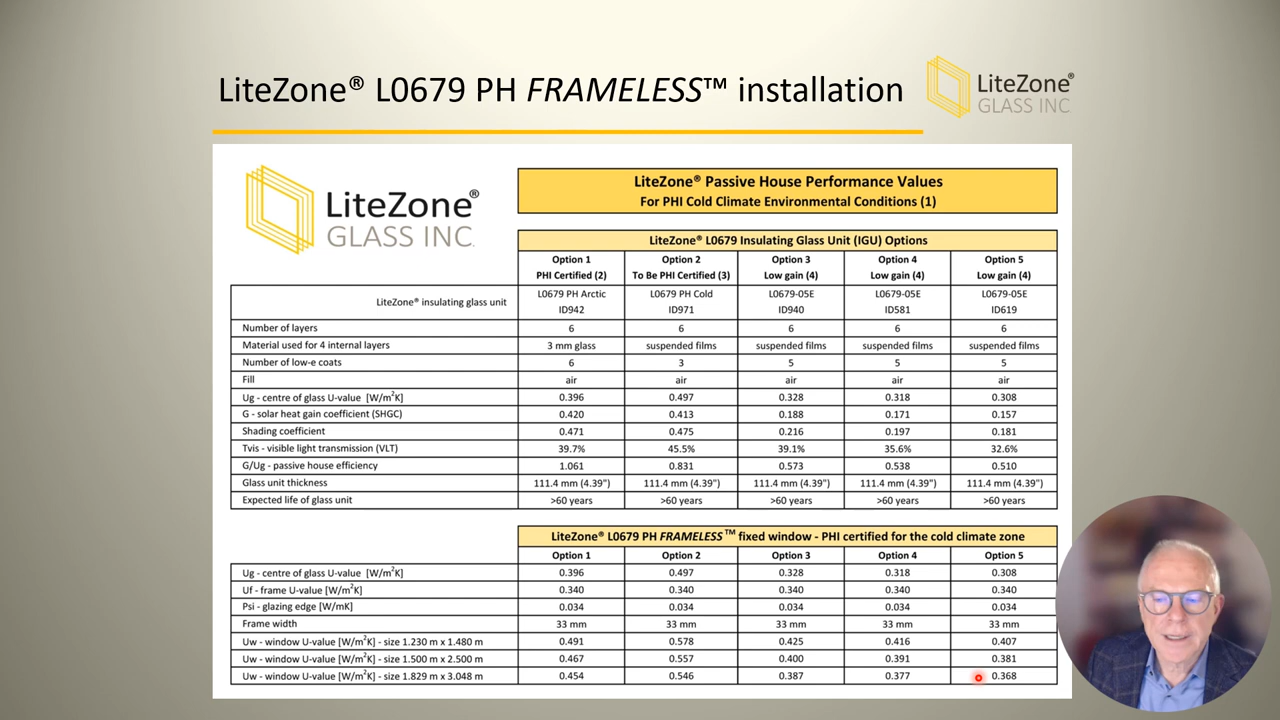 LiteZone® L0679 PH FRAMELESS™ installation
LiteZone®
GLASS INC.
LiteZone®
GLASS INC.
LiteZone® Passive House Performance Values
For PHI Cold Climate Environmental Conditions (1)
LiteZone® L0679 Insulating Glass Unit (IGU) Options
Option 1 Option 2 Option 3 Option 4 Option 5
PHI Certified (2) To Be PHI Certified (3) Low gain (4) Low gain (4) Low gain (4)
LiteZone® insulating glass unit
L0679 PH Arctic L0679 PH Cold L0679-05E L0679-05E L0679-05E
ID942 ID971 ID940 ID581 ID619
Number of layers 6 6 6 6 6
Material used for 4 internal layers 3 mm glass suspended films suspended films suspended films suspended films
Number of low-e coats 6 3 5 5 5
Fill air air air air air
Ug - centre of glass U-value [W/m²K] 0.396 0.497 0.328 0.318 0.308
G - solar heat gain coefficient (SHGC) 0.420 0.413 0.188 0.171 0.157
Shading coefficient 0.471 0.475 0.216 0.197 0.181
Tvis - visible light transmission (VLT) 39.7% 45.5% 39.1% 35.6% 32.6%
G/Ug - passive house efficiency 1.061 0.831 0.573 0.538 0.510
Glass unit thickness 111.4 mm (4.39") 111.4 mm (4.39") 111.4 mm (4.39") 111.4 mm (4.39") 111.4 mm (4.39")
Expected life of glass unit >60 years >60 years >60 years >60 years >60 years
LiteZone® L0679 PH FRAMELESS™ fixed window - PHI certified for the cold climate zone
Option 1 Option 2 Option 3 Option 4 Option 5
Ug - centre of glass U-value [W/m²K] 0.396 0.497 0.328 0.318 0.308
Uf - frame U-value [W/m²K] 0.340 0.340 0.340 0.340 0.340
Psi - glazing edge [W/mK] 0.034 0.034 0.034 0.034 0.034
Frame width 33 mm 33 mm 33 mm 33 mm 33 mm
Uw - window U-value [W/m²K] - size 1.230 m x 1.480 m 0.491 0.578 0.425 0.416 0.407
Uw - window U-value [W/m²K] - size 1.500 m x 2.500 m 0.467 0.557 0.400 0.391 0.381
Uw - window U-value [W/m²K] - size 1.829 m x 3.048 m 0.454 0.546 0.387 0.377 0.368